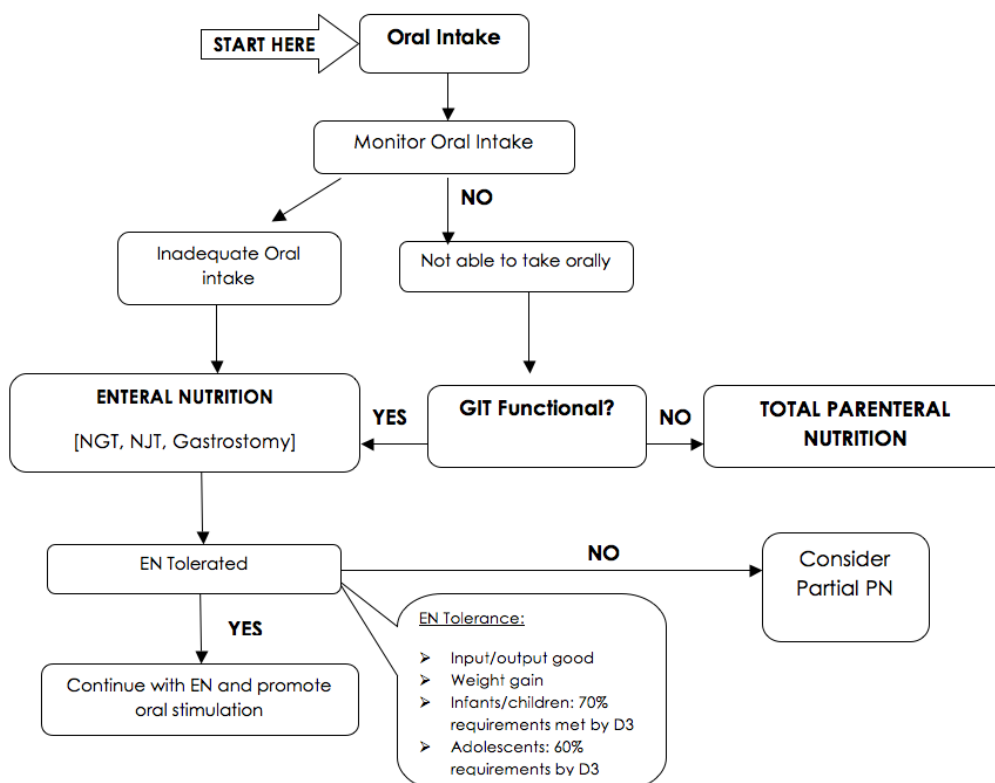 START HERE
Oral Intake
Monitor Oral Intake
NO
Inadequate Oral
intake
Not able to take orally
ENTERAL NUTRITION
[NGT, NJT, Gastrostomy]
YES
GIT Functional?
NO
TOTAL PARENTERAL
NUTRITION
EN Tolerated
NO
Consider
Partial PN
YES
EN Tolerance:
➢ Input/output good
➢ Weight gain
➢ Infants/children: 70%
requirements met by D3
➢ Adolescents: 60%
requirements by D3
Continue with EN and promote
oral stimulation